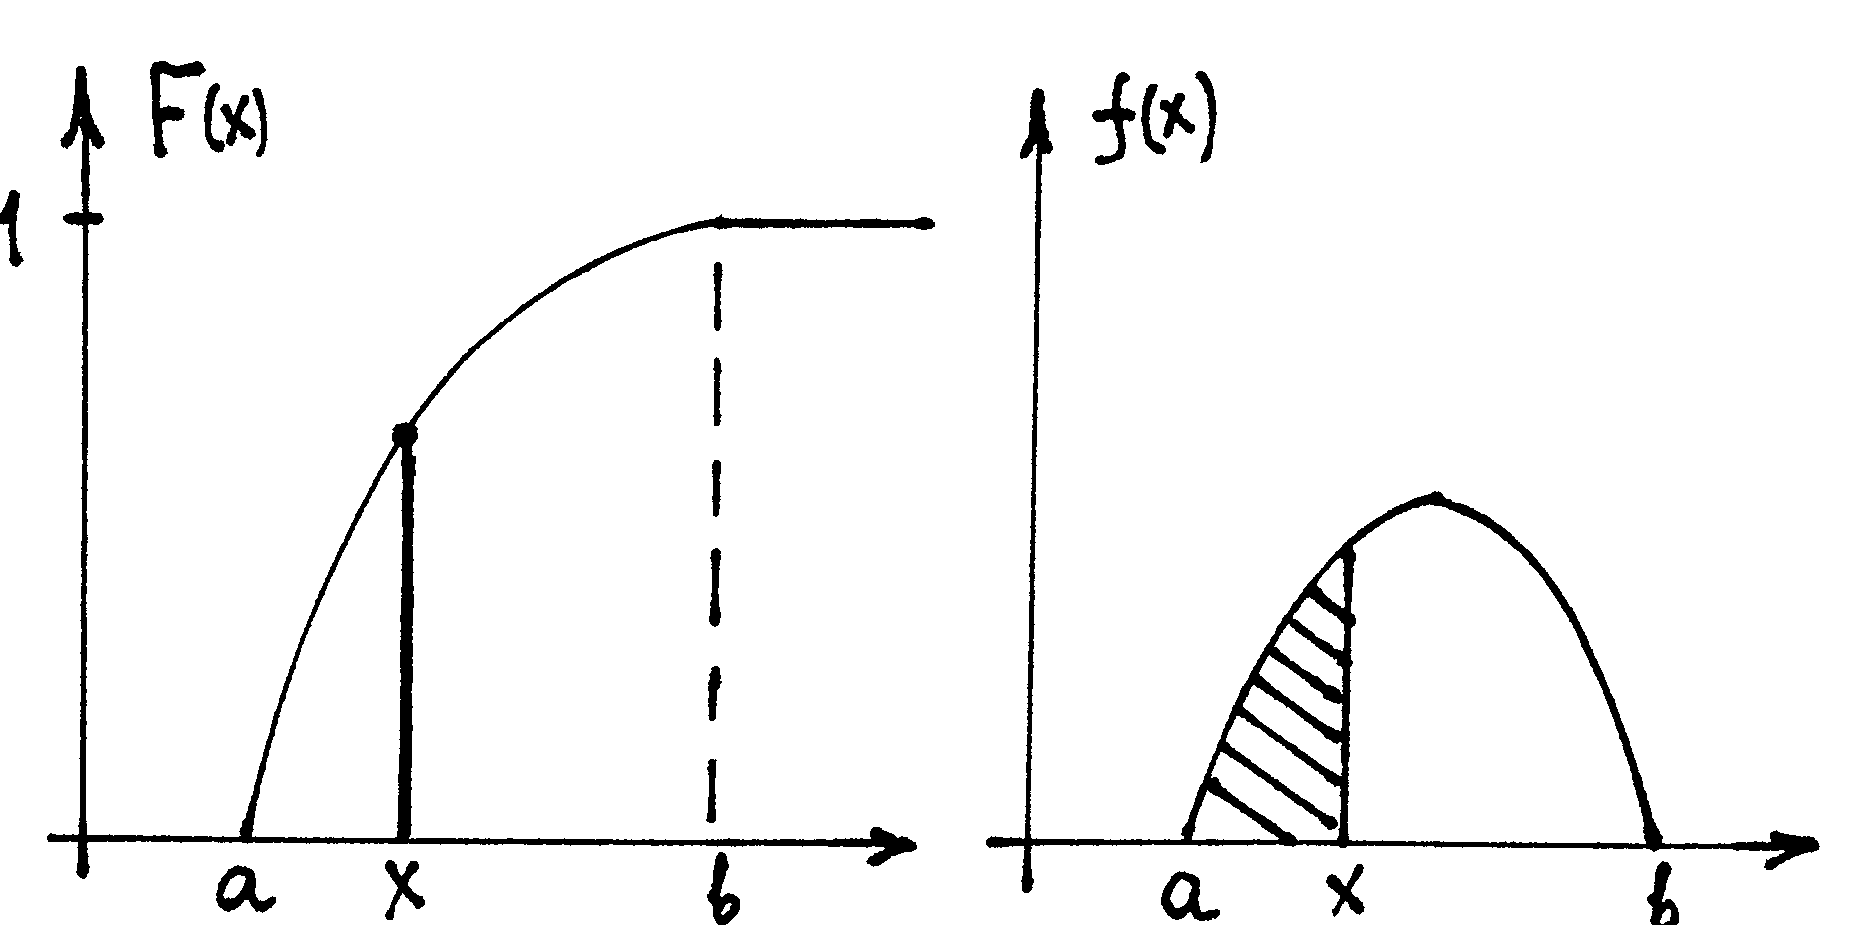 F(x)
1
a x b
f(x)
a x b